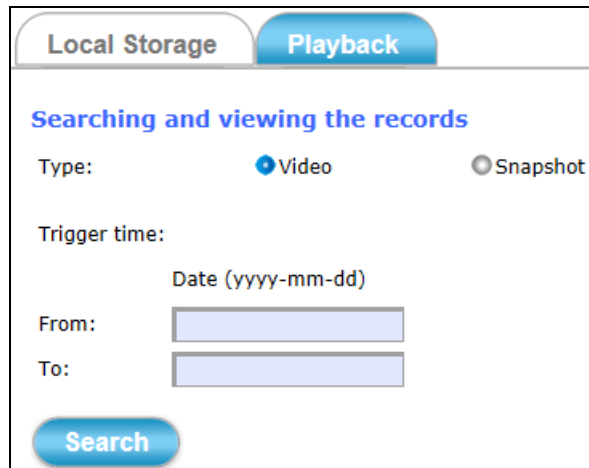 Local Storage Playback
Searching and viewing the records
Type: Video Snapshot
Trigger time:
Date (yyyy-mm-dd)
From:
To:
Search